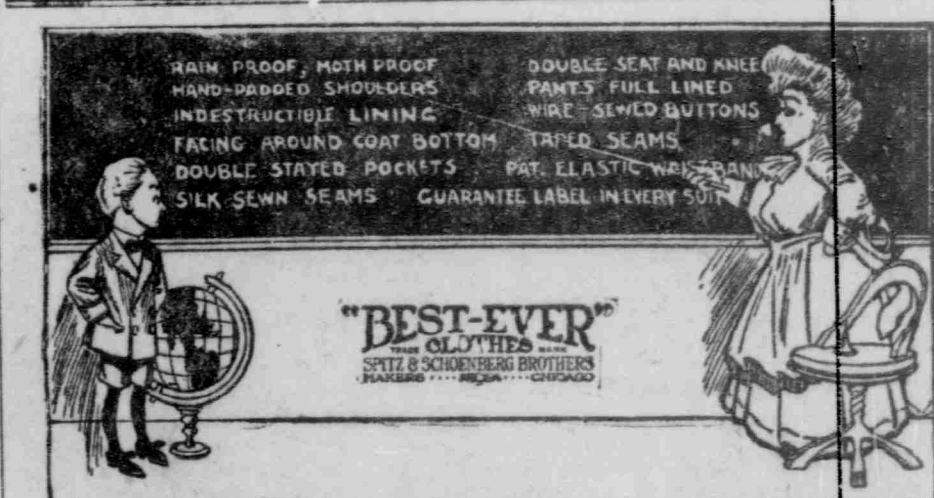 RAIN PROOF, MOTH PROOF
HAND-PADDED SHOULDERS
INDESTRUCTIBLE LINING
FACING AROUND COAT BOTTOM
DOUBLE STAYED POCKETS
SILK SEWN SEAMS
DOUBLE SEAT AND KNEE
PANTS FULL LINED
WIRE-SEWED BUTTONS
TAPED SEAMS
PAT. ELASTIC WAISTBAND
GUARANTEE LABEL IN EVERY SUIT
"BEST-EVER"
TRADE CLOTHES MARK
SPITZ & SCHOENBERG BROTHERS
MAKERS CHICAGO